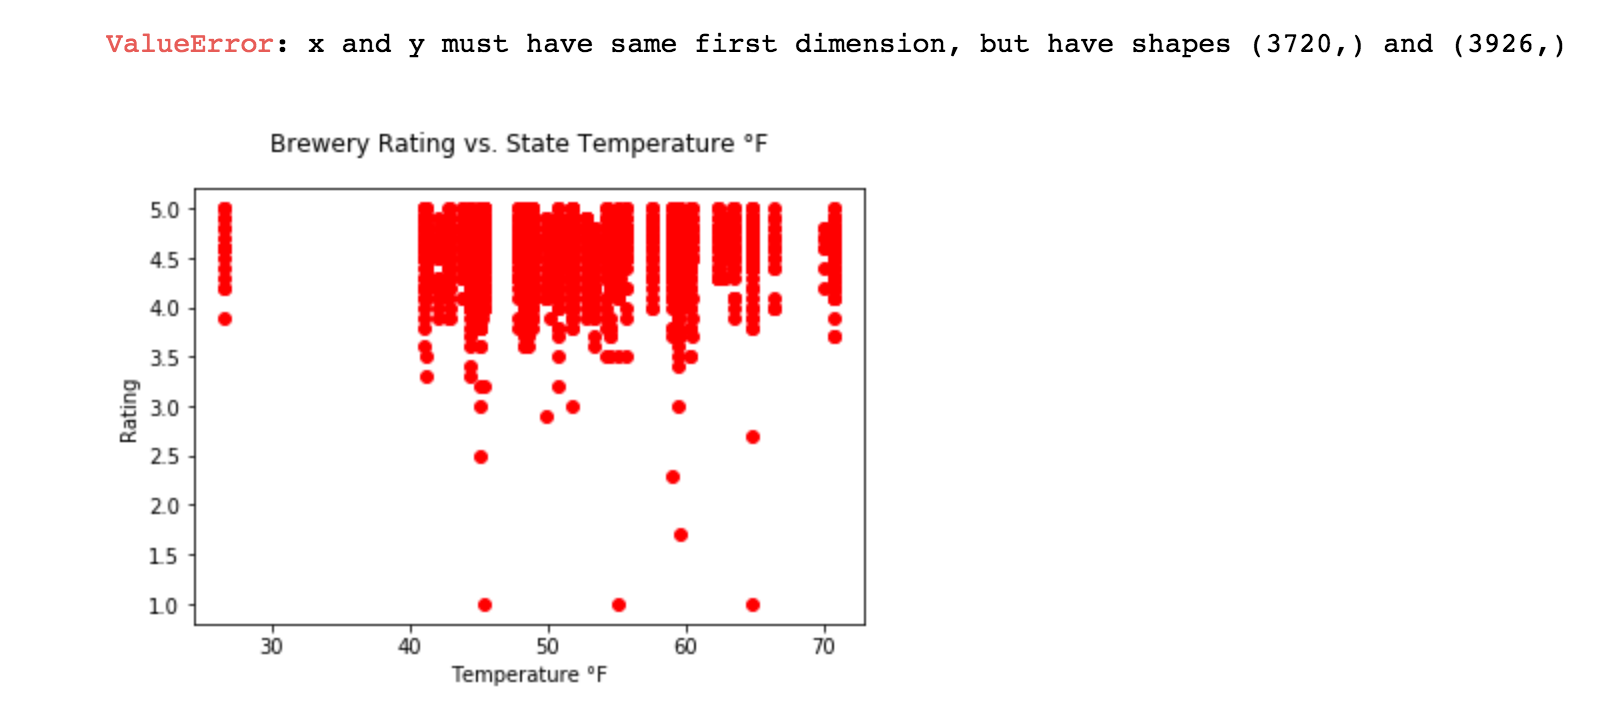 ValueError: x and y must have same first dimension, but have shapes (3720,) and (3926,)
Brewery Rating vs. State Temperature °F
Rating
5.0
4.5
4.0
3.5
3.0
2.5
2.0
1.5
1.0
30 40 50 60 70
Temperature °F